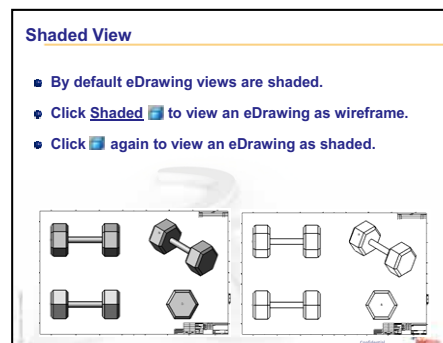 Shaded View
By default eDrawing views are shaded.
Click Shaded to view an eDrawing as wireframe.
Click again to view an eDrawing as shaded.